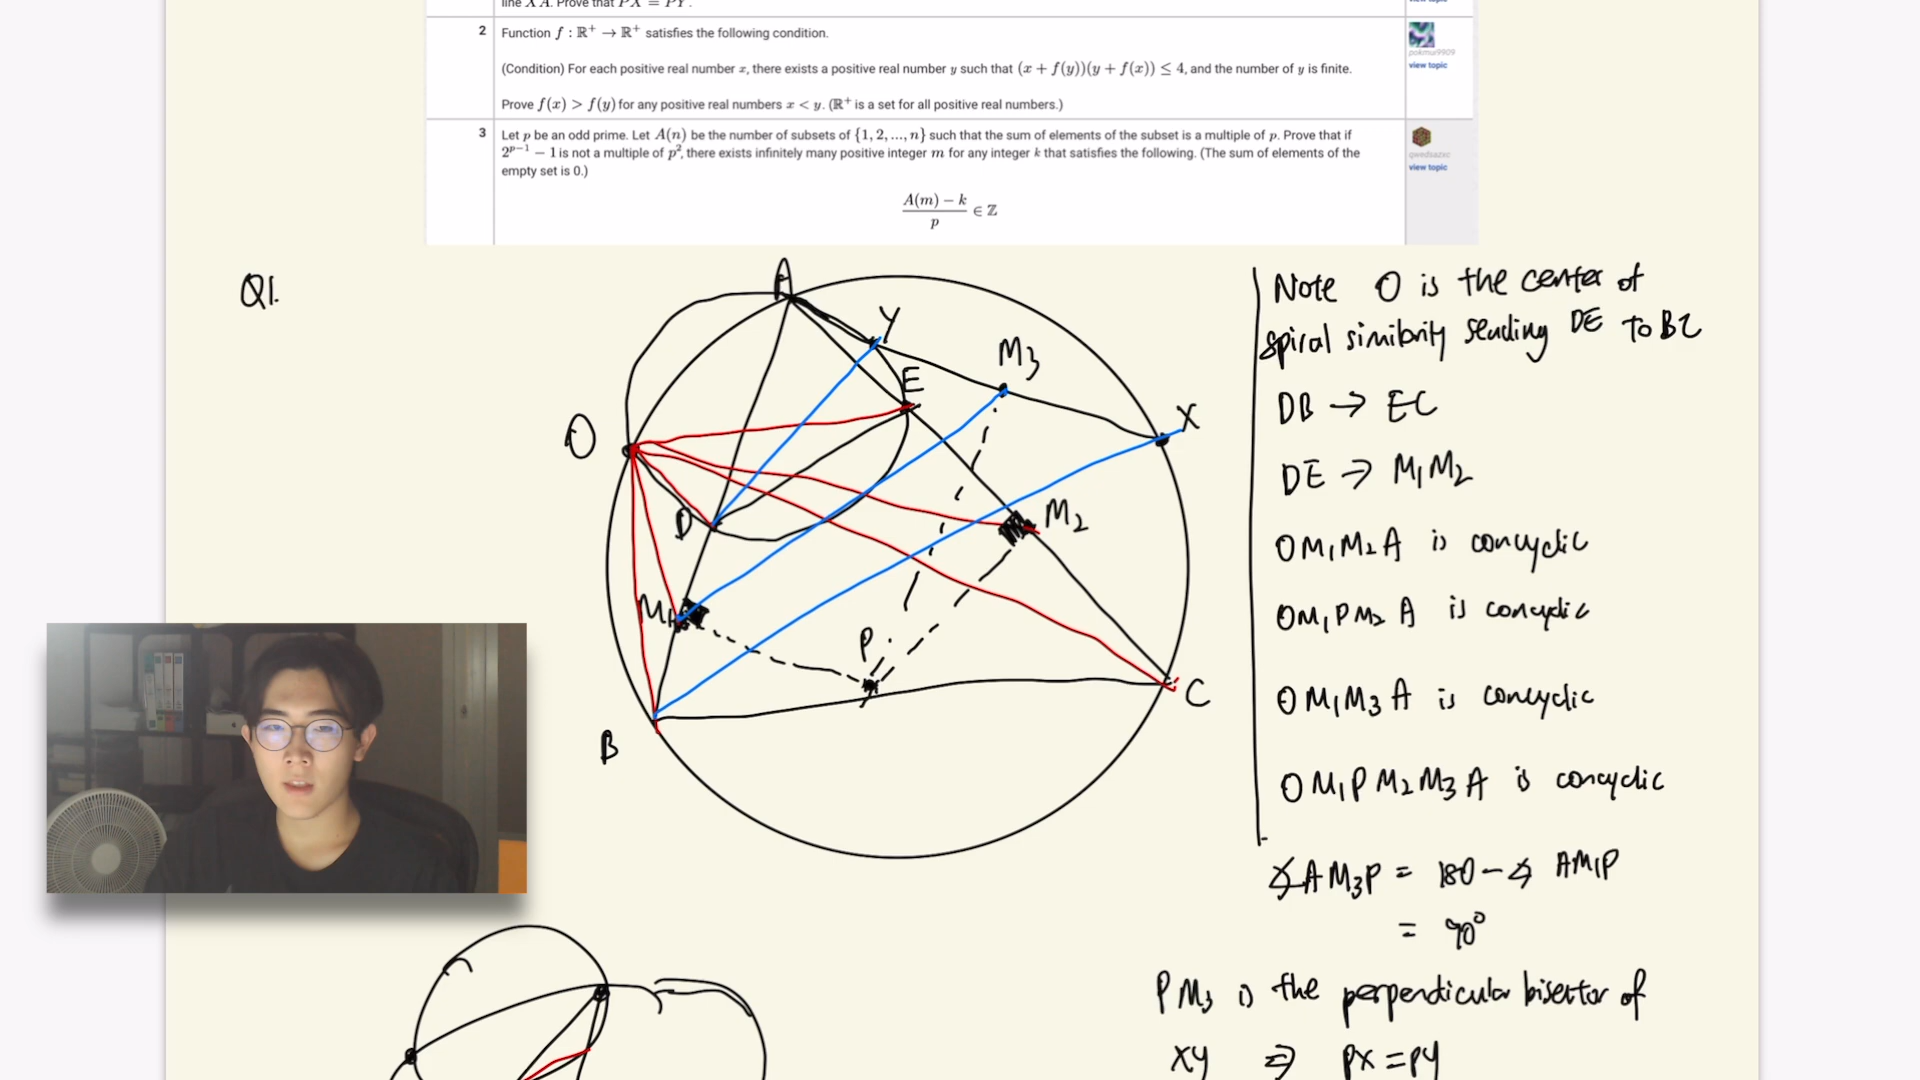 line XA. Prove that PX = PY.
view topic
2 Function f : ℝ⁺ → ℝ⁺ satisfies the following condition.
pokmui9909
view topic
(Condition) For each positive real number x, there exists a positive real number y such that (x + f(y))(y + f(x)) ≤ 4, and the number of y is finite.
Prove f(x) > f(y) for any positive real numbers x < y. (ℝ⁺ is a set for all positive real numbers.)
3 Let p be an odd prime. Let A(n) be the number of subsets of {1, 2, ..., n} such that the sum of elements of the subset is a multiple of p. Prove that if
2ᵖ⁻¹ − 1 is not a multiple of p², there exists infinitely many positive integer m for any integer k that satisfies the following. (The sum of elements of the
empty set is 0.)
qwedsazxc
view topic
A(m) − k
p
∈ ℤ
Q1.
A
Y
M3
E
X
O
D
M2
M1
P
B
C
Note O is the center of
spiral similarity sending DE to BC
DB → EC
DE → M1M2
OM1M2A is concyclic
OM1PM2A is concyclic
OM1M3A is concyclic
OM1PM2M3A is concyclic
∡AM3P = 180 - ∡AM1P
= 90°
PM3 is the perpendicular bisector of
XY ⇒ PX = PY